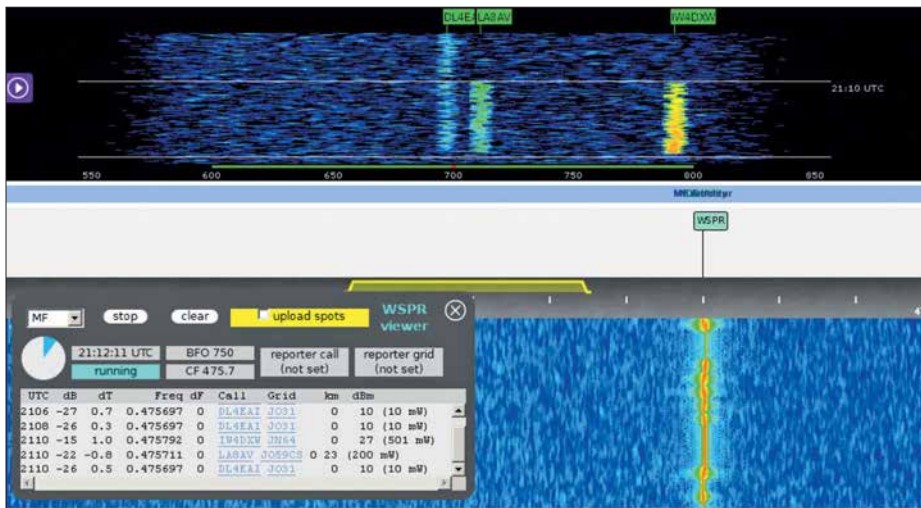 DL4EA LA8AV IW4DXW
21:10 UTC
550 600 650 700 750 800 850
WSPR
4
MF stop clear upload spots WSPR viewer
21:12:11 UTC BFO 750 reporter call (not set) reporter grid (not set)
running CF 475.7
UTC dB dT Freq dF Call Grid km dBm
2106 -27 0.7 0.475697 0 DL4EAI JO31 0 10 (10 mW)
2108 -26 0.3 0.475697 0 DL4EAI JO31 0 10 (10 mW)
2110 -15 1.0 0.475792 0 IW4DXW JN64 0 27 (501 mW)
2110 -22 -0.8 0.475711 0 LA8AV JO59CS 0 23 (200 mW)
2110 -26 0.5 0.475697 0 DL4EAI JO31 0 10 (10 mW)